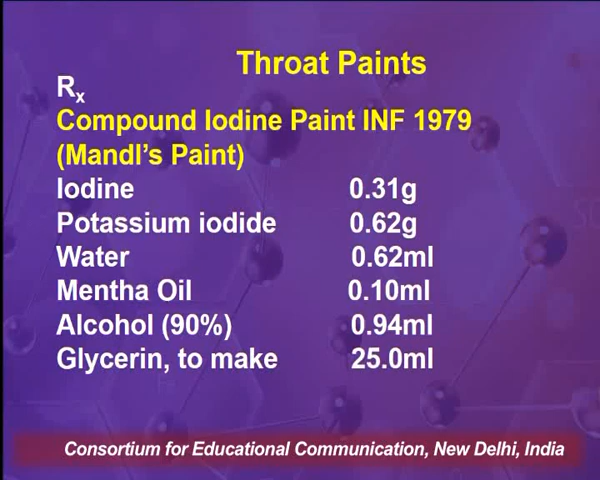 Throat Paints
Rx
Compound Iodine Paint INF 1979
(Mandl's Paint)
Iodine 0.31g
Potassium iodide 0.62g
Water 0.62ml
Mentha Oil 0.10ml
Alcohol (90%) 0.94ml
Glycerin, to make 25.0ml
Consortium for Educational Communication, New Delhi, India